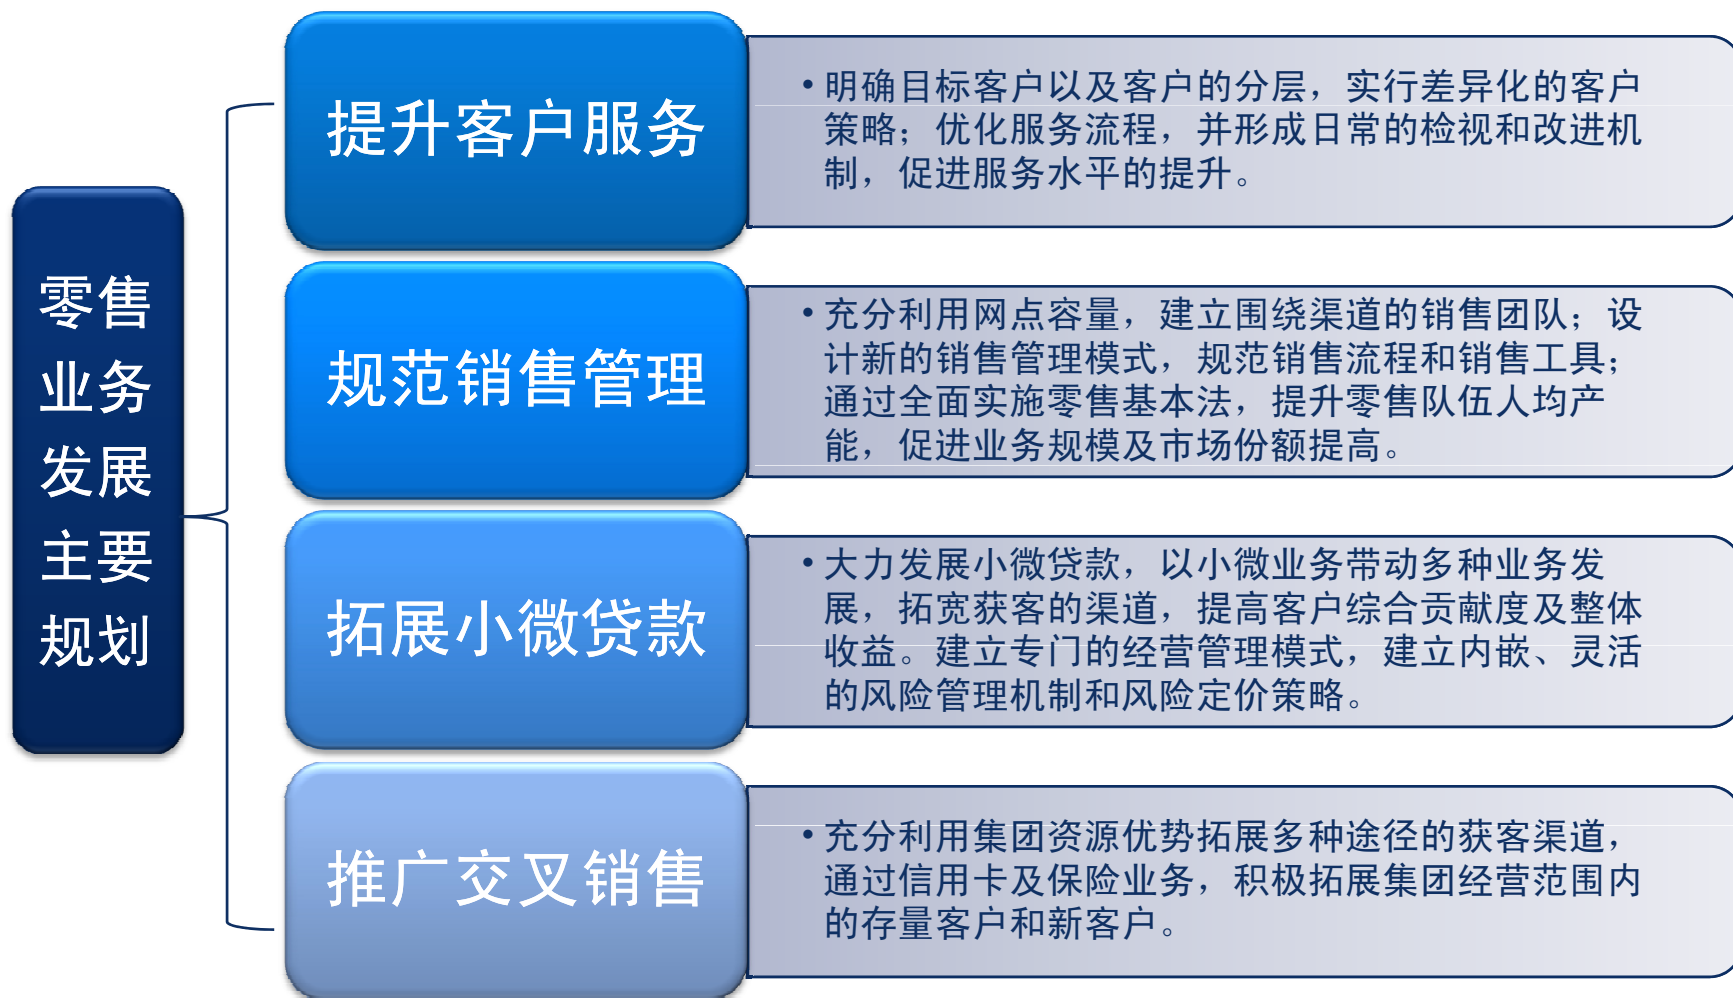 零售
业务
发展
主要
规划
提升客户服务
•明确目标客户以及客户的分层，实行差异化的客户
策略；优化服务流程，并形成日常的检视和改进机
制，促进服务水平的提升。
规范销售管理
•充分利用网点容量，建立围绕渠道的销售团队；设
计新的销售管理模式，规范销售流程和销售工具；
通过全面实施零售基本法，提升零售队伍人均产
能，促进业务规模及市场份额提高。
拓展小微贷款
•大力发展小微贷款，以小微业务带动多种业务发
展，拓宽获客的渠道，提高客户综合贡献度及整体
收益。建立专门的经营管理模式，建立内嵌、灵活
的风险管理机制和风险定价策略。
推广交叉销售
•充分利用集团资源优势拓展多种途径的获客渠道，
通过信用卡及保险业务，积极拓展集团经营范围内
的存量客户和新客户。